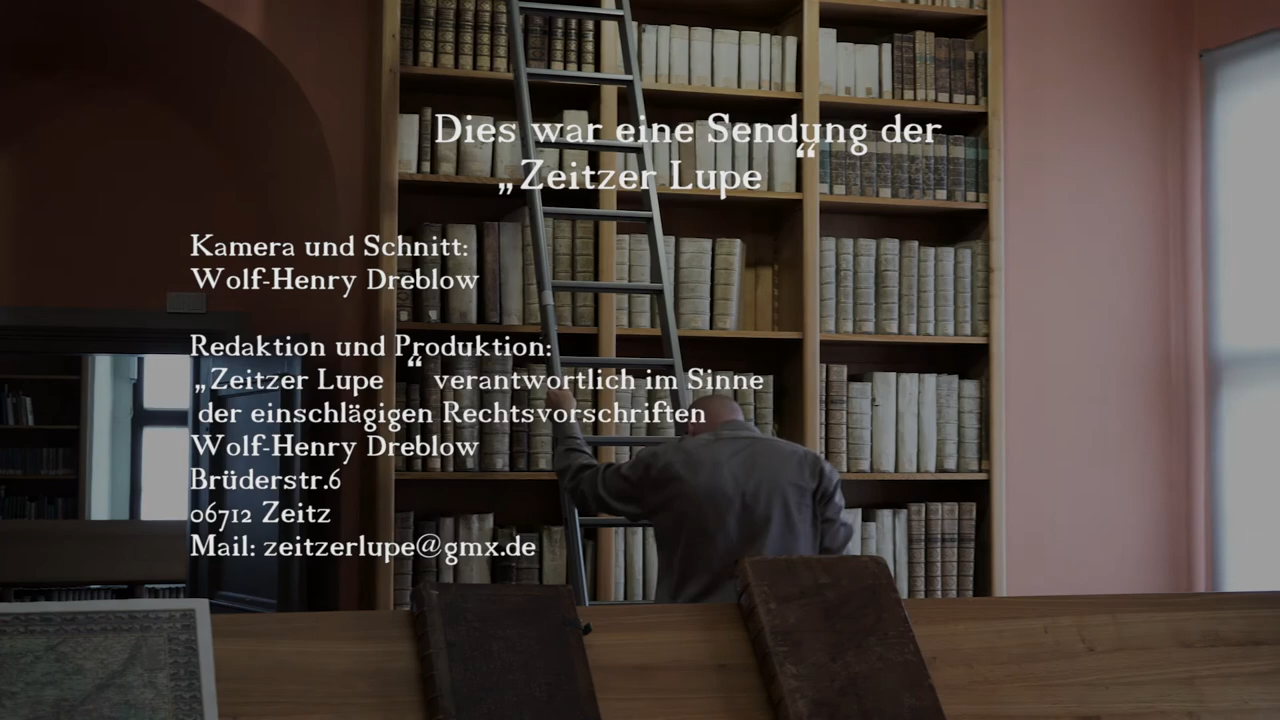 Dies war eine Sendung der
„Zeitzer Lupe“
Kamera und Schnitt:
Wolf-Henry Dreblow
Redaktion und Produktion:
„Zeitzer Lupe“ verantwortlich im Sinne
der einschlägigen Rechtsvorschriften
Wolf-Henry Dreblow
Brüderstr.6
06712 Zeitz
Mail: zeitzerlupe@gmx.de